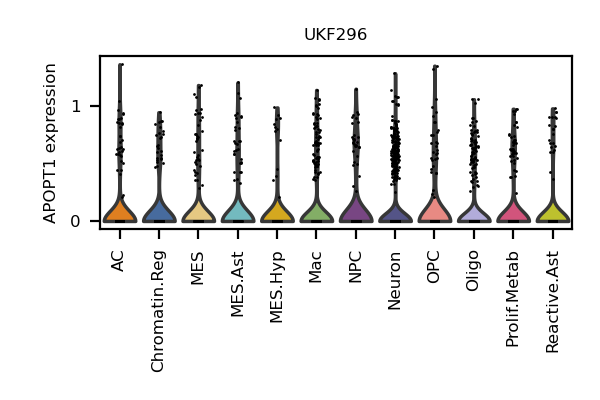 UKF296
APOPT1 expression
1
0
AC
Chromatin.Reg
MES
MES.Ast
MES.Hyp
Mac
NPC
Neuron
OPC
Oligo
Prolif.Metab
Reactive.Ast